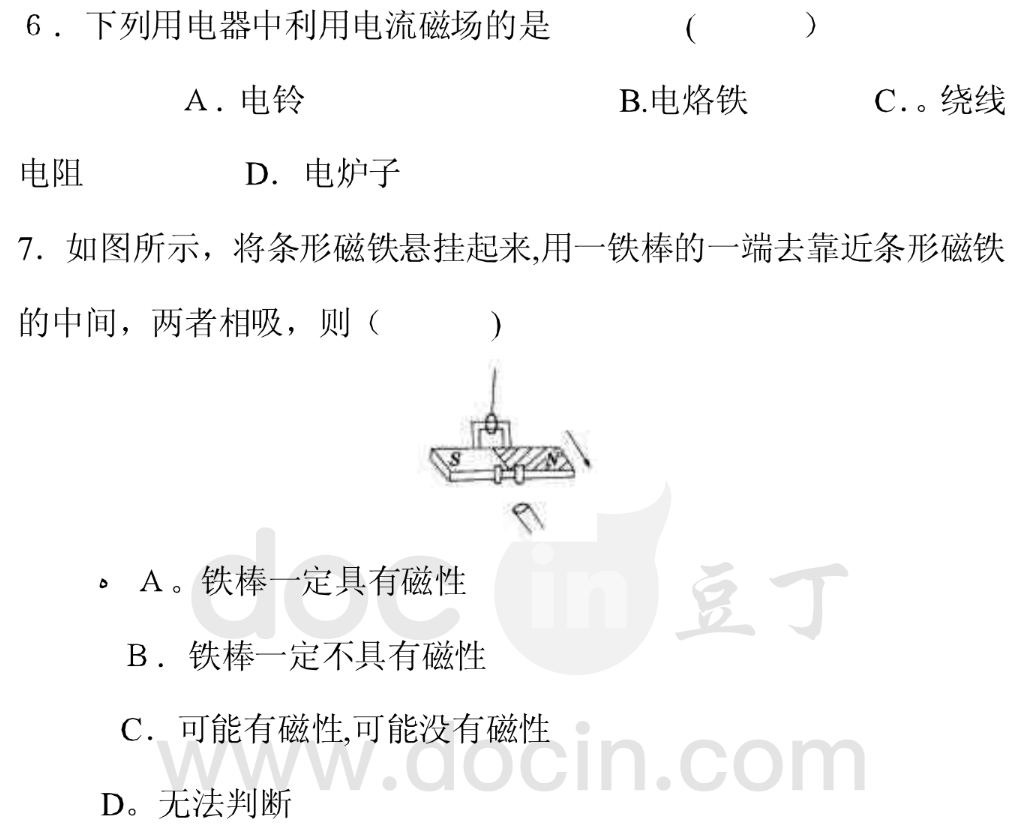 ６．下列用电器中利用电流磁场的是 ( ）
Ａ．电铃 B.电烙铁 C．。绕线
电阻 D． 电炉子
7．如图所示，将条形磁铁悬挂起来,用一铁棒的一端去靠近条形磁铁
的中间，两者相吸，则（ )
S N
。 Ａ。铁棒一定具有磁性
Ｂ．铁棒一定不具有磁性
C．可能有磁性,可能没有磁性
D。无法判断
docin 豆丁
www.docin.com